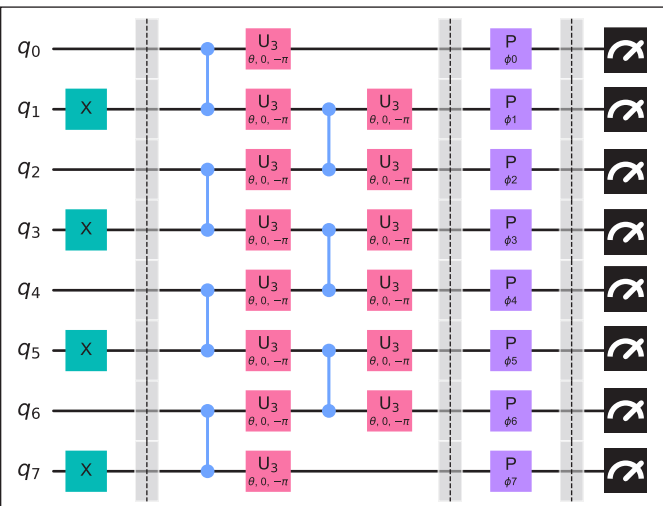 q0 U3 P
θ, 0, −π ϕ0
q1 X U3 U3 P
θ, 0, −π θ, 0, −π ϕ1
q2 U3 U3 P
θ, 0, −π θ, 0, −π ϕ2
q3 X U3 U3 P
θ, 0, −π θ, 0, −π ϕ3
q4 U3 U3 P
θ, 0, −π θ, 0, −π ϕ4
q5 X U3 U3 P
θ, 0, −π θ, 0, −π ϕ5
q6 U3 U3 P
θ, 0, −π θ, 0, −π ϕ6
q7 X U3 P
θ, 0, −π ϕ7